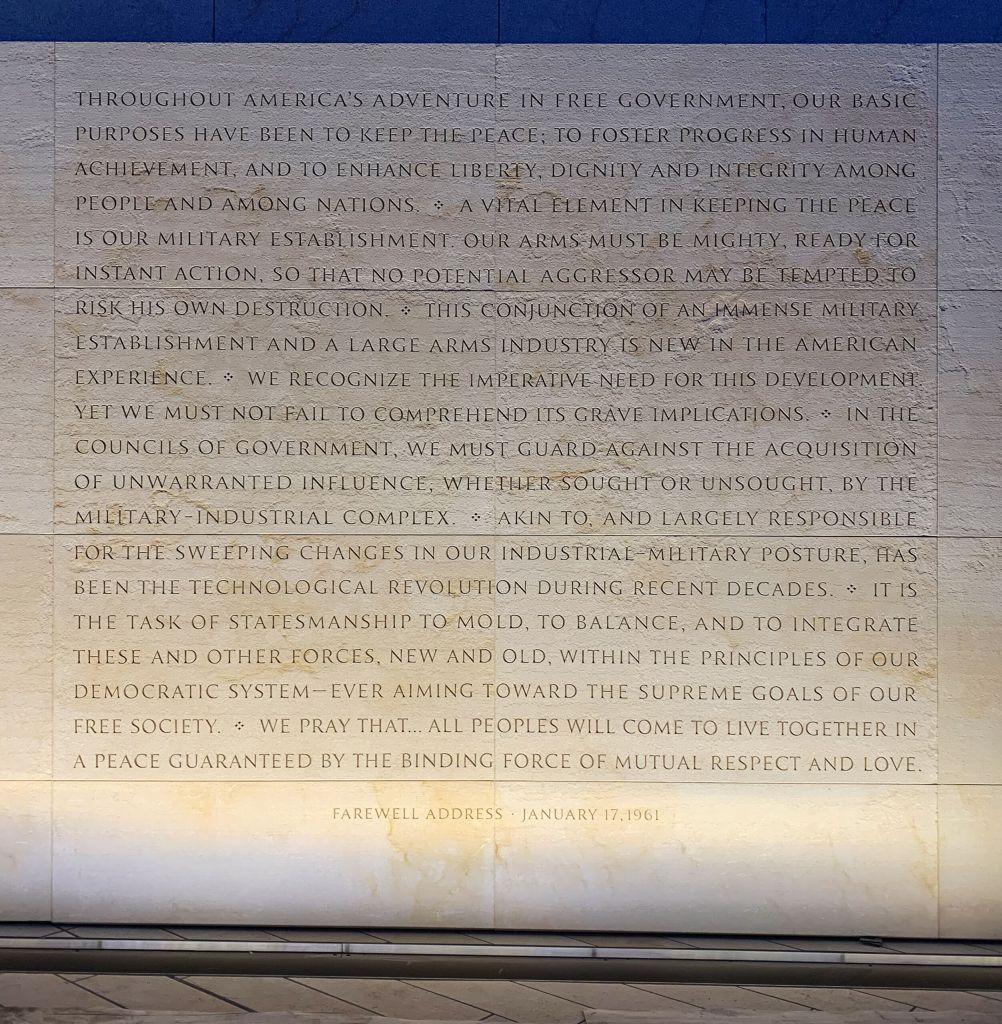 THROUGHOUT AMERICA'S ADVENTURE IN FREE GOVERNMENT, OUR BASIC
PURPOSES HAVE BEEN TO KEEP THE PEACE; TO FOSTER PROGRESS IN HUMAN
ACHIEVEMENT, AND TO ENHANCE LIBERTY, DIGNITY AND INTEGRITY AMONG
PEOPLE AND AMONG NATIONS. ⁘ A VITAL ELEMENT IN KEEPING THE PEACE
IS OUR MILITARY ESTABLISHMENT. OUR ARMS MUST BE MIGHTY, READY FOR
INSTANT ACTION, SO THAT NO POTENTIAL AGGRESSOR MAY BE TEMPTED TO
RISK HIS OWN DESTRUCTION. ⁘ THIS CONJUNCTION OF AN IMMENSE MILITARY
ESTABLISHMENT AND A LARGE ARMS INDUSTRY IS NEW IN THE AMERICAN
EXPERIENCE. ⁘ WE RECOGNIZE THE IMPERATIVE NEED FOR THIS DEVELOPMENT.
YET WE MUST NOT FAIL TO COMPREHEND ITS GRAVE IMPLICATIONS. ⁘ IN THE
COUNCILS OF GOVERNMENT, WE MUST GUARD AGAINST THE ACQUISITION
OF UNWARRANTED INFLUENCE, WHETHER SOUGHT OR UNSOUGHT, BY THE
MILITARY-INDUSTRIAL COMPLEX. ⁘ AKIN TO, AND LARGELY RESPONSIBLE
FOR THE SWEEPING CHANGES IN OUR INDUSTRIAL-MILITARY POSTURE, HAS
BEEN THE TECHNOLOGICAL REVOLUTION DURING RECENT DECADES. ⁘ IT IS
THE TASK OF STATESMANSHIP TO MOLD, TO BALANCE, AND TO INTEGRATE
THESE AND OTHER FORCES, NEW AND OLD, WITHIN THE PRINCIPLES OF OUR
DEMOCRATIC SYSTEM—EVER AIMING TOWARD THE SUPREME GOALS OF OUR
FREE SOCIETY. ⁘ WE PRAY THAT... ALL PEOPLES WILL COME TO LIVE TOGETHER IN
A PEACE GUARANTEED BY THE BINDING FORCE OF MUTUAL RESPECT AND LOVE.
FAREWELL ADDRESS · JANUARY 17, 1961